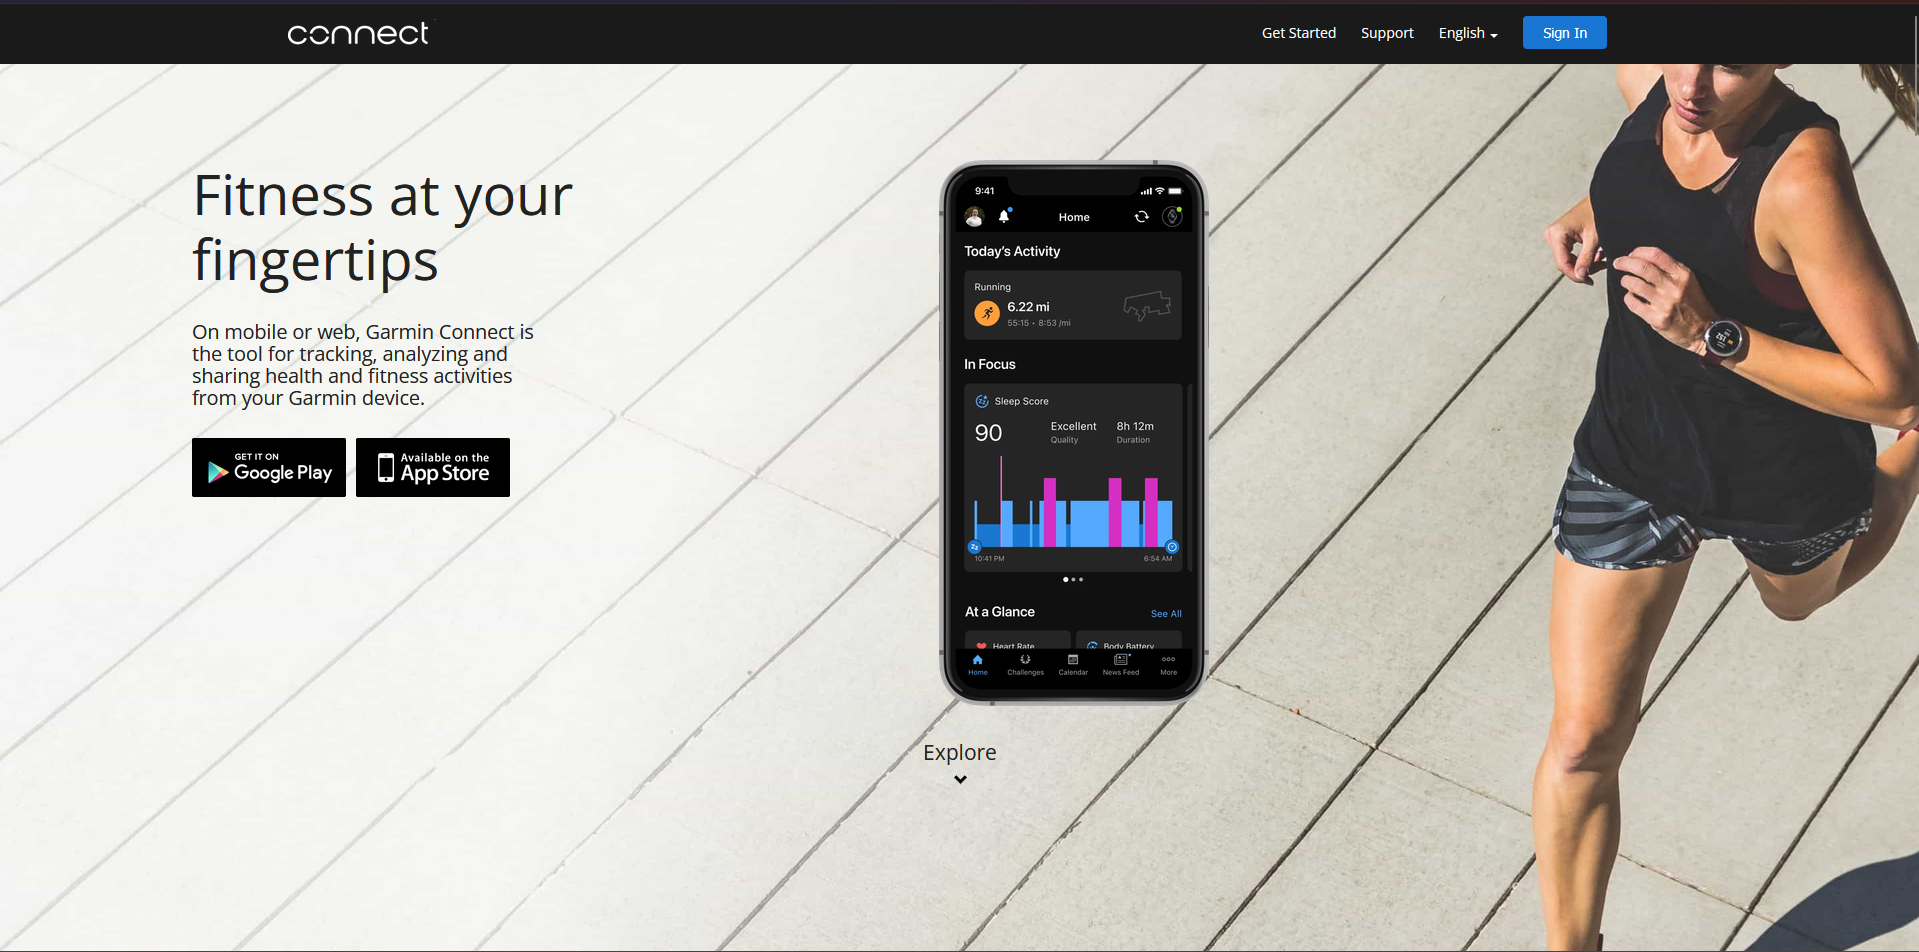 connect
Get Started
Support
English
Sign In
Fitness at your
fingertips
On mobile or web, Garmin Connect is
the tool for tracking, analyzing and
sharing health and fitness activities
from your Garmin device.
GET IT ON
Google Play
Available on the
App Store
9:41
Home
Today's Activity
Running
6.22 mi
55:15 • 8:53 /mi
In Focus
Sleep Score
90
Excellent
Quality
8h 12m
Duration
10:41 PM
6:54 AM
At a Glance
See All
Heart Rate
Body Battery
Home
Challenges
Calendar
News Feed
More
Explore